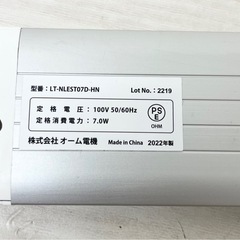 型番：LT-NLEST07D-HN Lot No.：2219
定格電圧：100V 50/60Hz
定格消費電力：7.0W
PS
E
OHM
株式会社 オーム電機 Made in China 2022年製